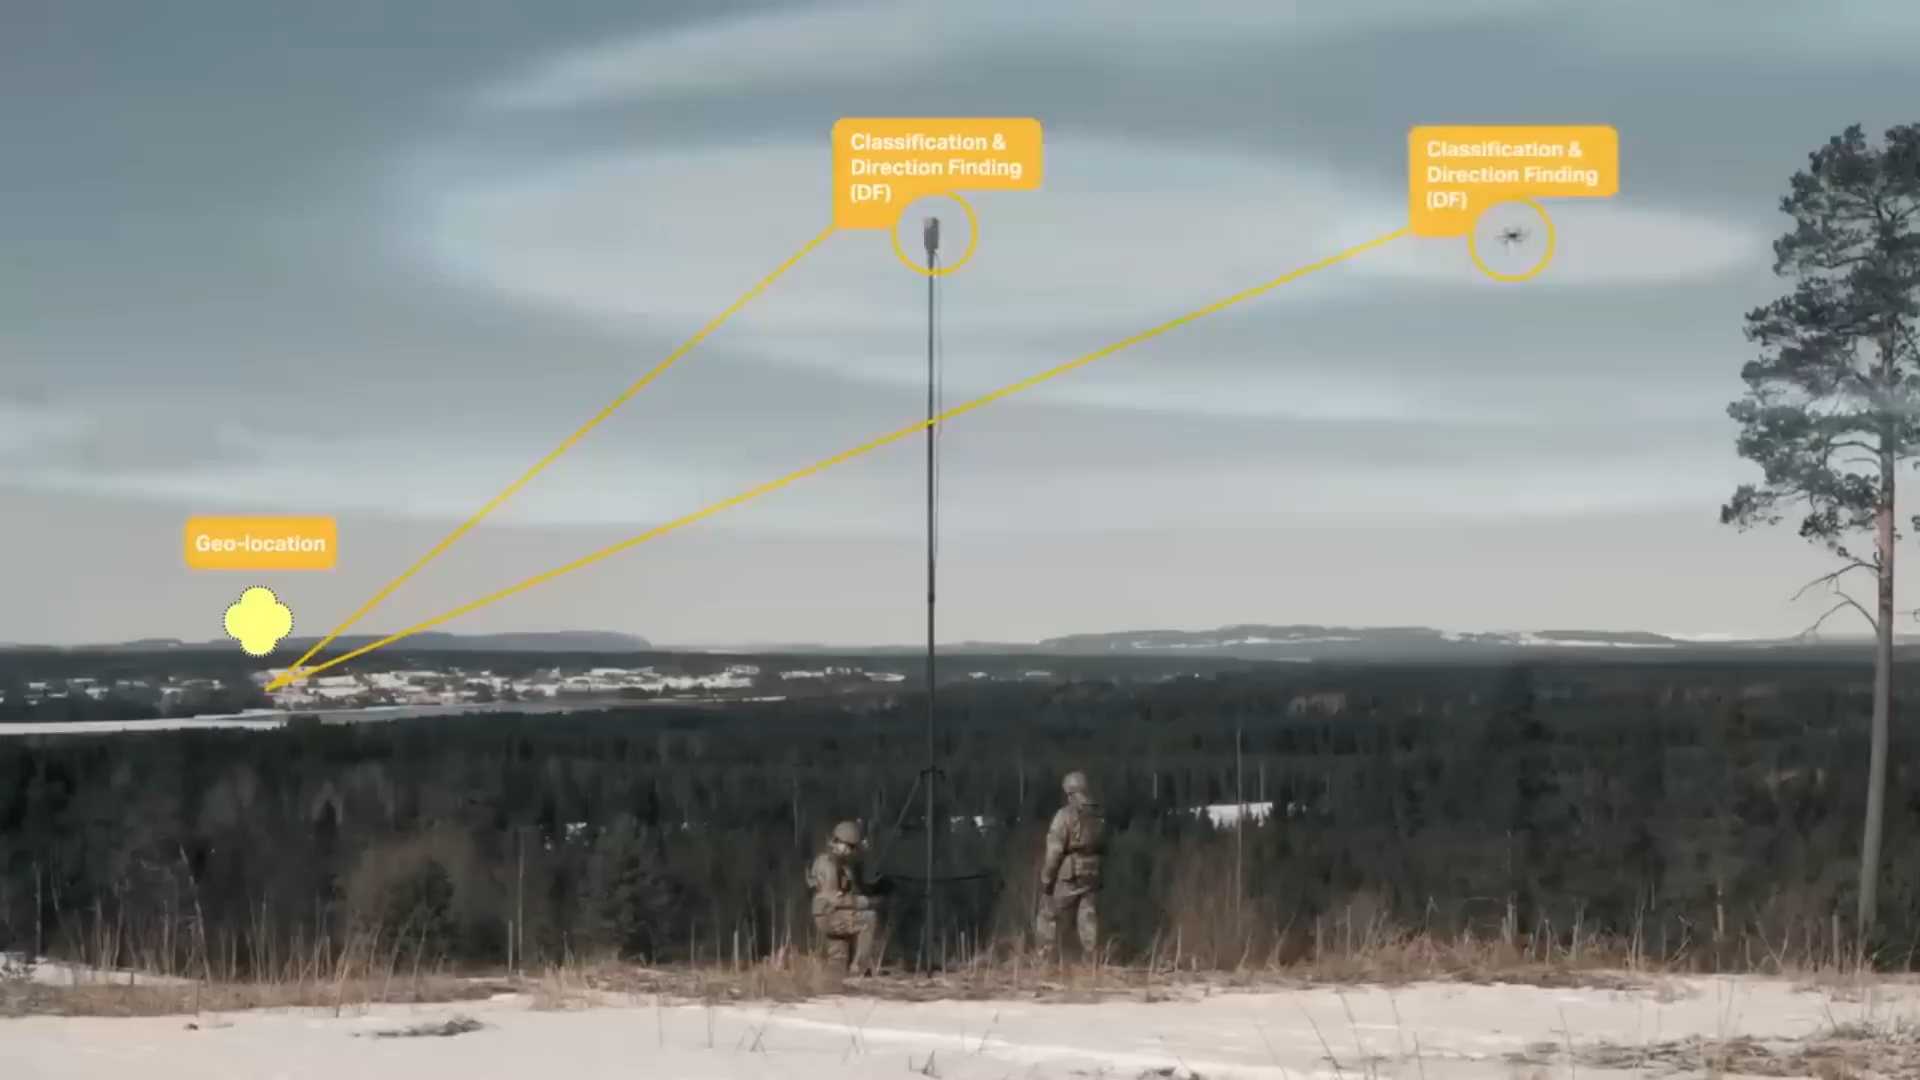 Classification &
Direction Finding
(DF)
Classification &
Direction Finding
(DF)
Geo-location